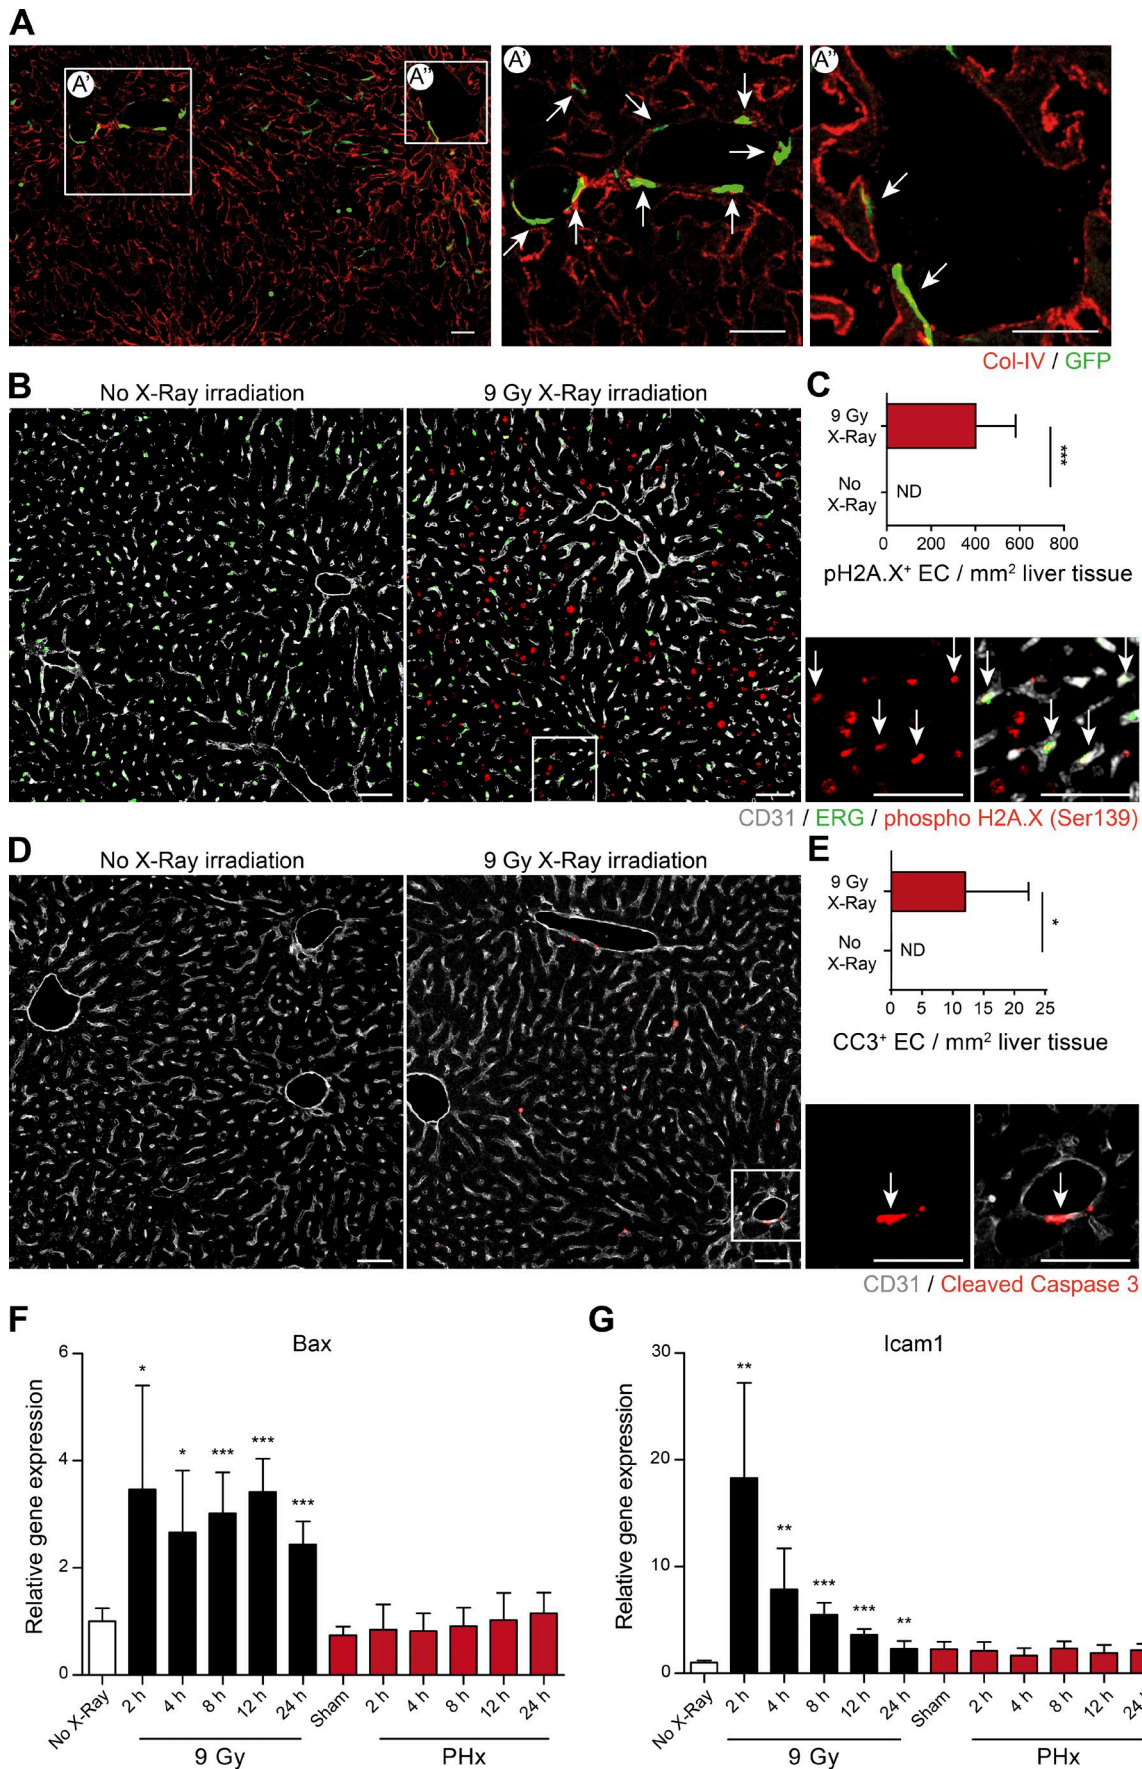 A
A' A'' A' A''
Col-IV / GFP
B
No X-Ray irradiation
9 Gy X-Ray irradiation
C
9 Gy
X-Ray
***
No
X-Ray
ND
0 200 400 600 800
pH2A.X⁺ EC / mm² liver tissue
CD31 / ERG / phospho H2A.X (Ser139)
D
No X-Ray irradiation
9 Gy X-Ray irradiation
E
9 Gy
X-Ray
*
No
X-Ray
ND
0 5 10 15 20 25
CC3⁺ EC / mm² liver tissue
CD31 / Cleaved Caspase 3
F
Bax
Relative gene expression
6
4
2
0
* * *** *** ***
No X-Ray 2 h 4 h 8 h 12 h 24 h Sham 2 h 4 h 8 h 12 h 24 h
9 Gy PHx
G
Icam1
Relative gene expression
30
20
10
0
** ** *** *** **
No X-Ray 2 h 4 h 8 h 12 h 24 h Sham 2 h 4 h 8 h 12 h 24
9 Gy PHx